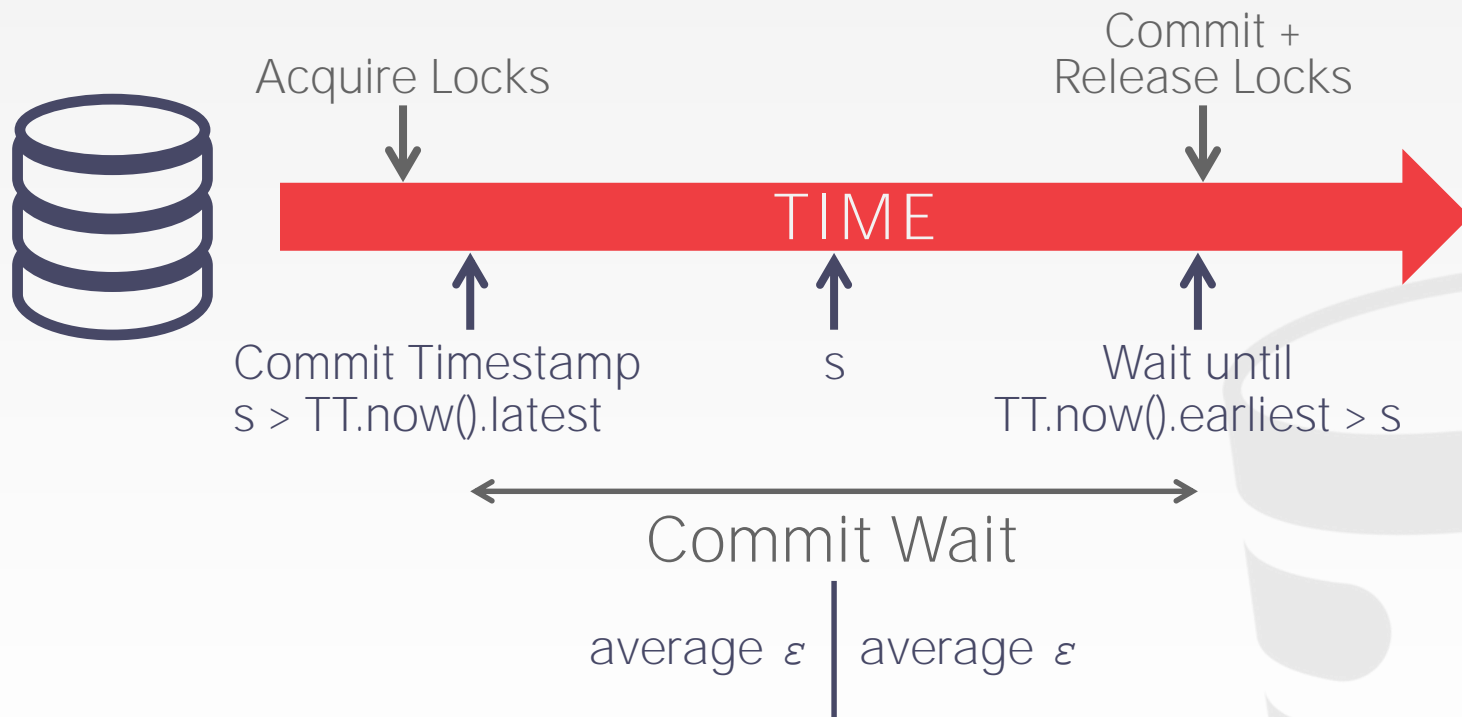 Acquire Locks
Commit +
Release Locks
TIME
Commit Timestamp
s > TT.now().latest
s
Wait until
TT.now().earliest > s
Commit Wait
average ε
average ε